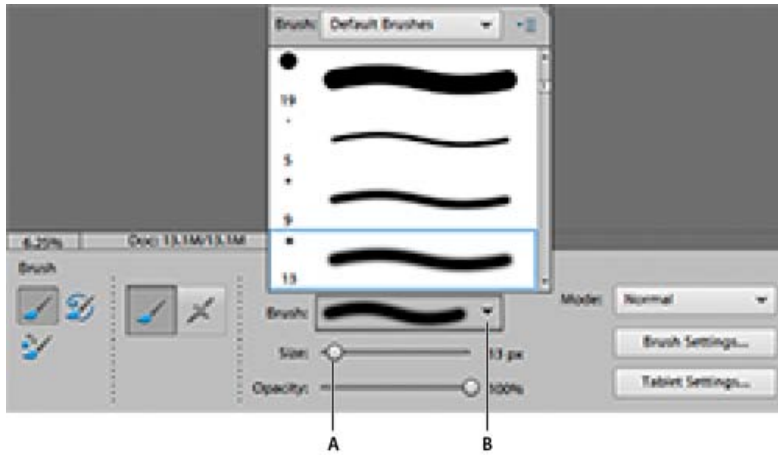 Brush: Default Brushes
19
5
9
13
6.25% Doc: 13.1M/13.1M
Brush
Brush:
Mode: Normal
Size: 13 px
Brush Settings...
Opacity: 100%
Tablet Settings...
A B